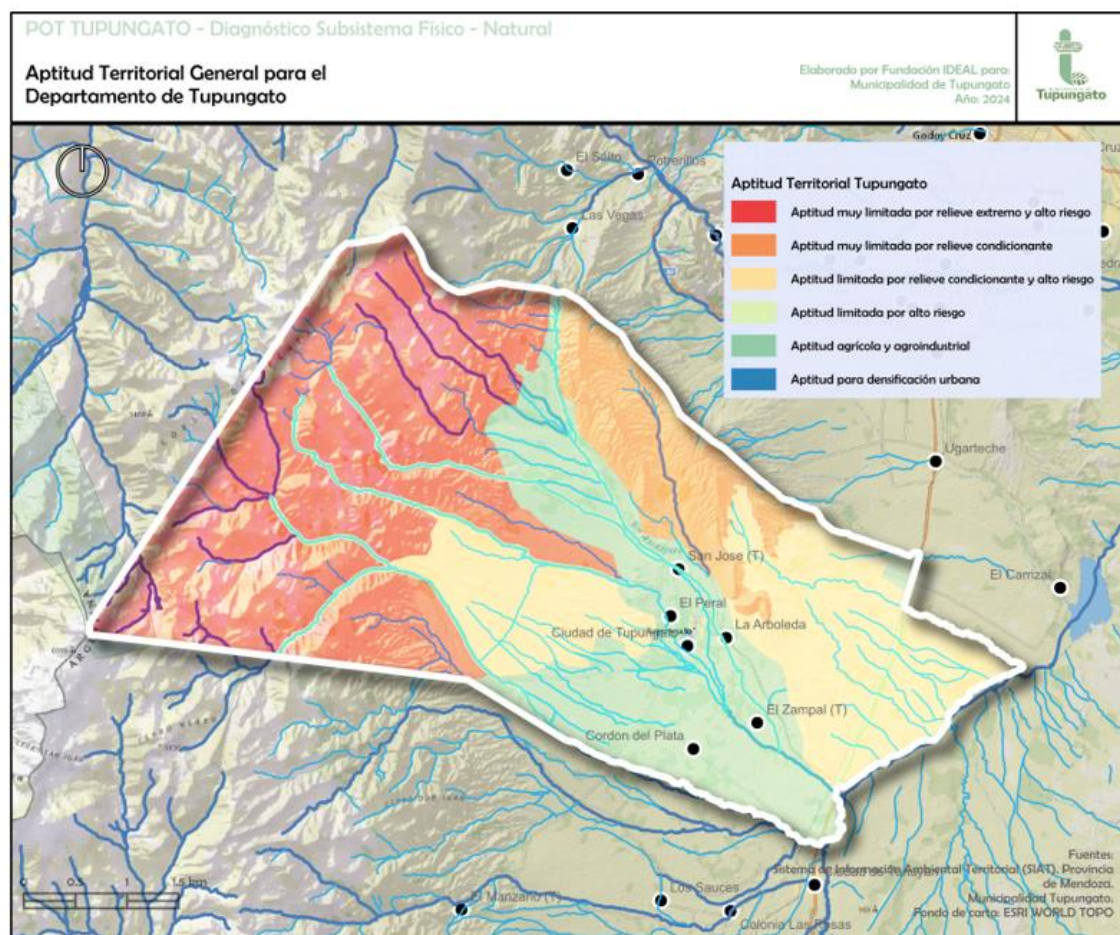 POT TUPUNGATO - Diagnóstico Subsistema Físico - Natural
Aptitud Territorial General para el
Departamento de Tupungato
Elaborado por Fundación IDEAL para:
Municipalidad de Tupungato
Año: 2024
Tupungato
Godoy Cruz
El Salto
Potrerillos
Las Vegas
Aptitud Territorial Tupungato
Aptitud muy limitada por relieve extremo y alto riesgo
Aptitud muy limitada por relieve condicionante
Aptitud limitada por relieve condicionante y alto riesgo
Aptitud limitada por alto riesgo
Aptitud agrícola y agroindustrial
Aptitud para densificación urbana
Ugarteche
San Jose (T)
El Carrizal
El Peral
Ciudad de Tupungato
La Arboleda
El Zampal (T)
Cordon del Plata
0 0.5 1 1.5 km
El Manzano (T)
Los Sauces
Colonia Las Rosas
Fuentes:
Sistema de Información Ambiental Territorial (SIAT). Provincia
de Mendoza.
Municipalidad Tupungato.
Fondo de carta: ESRI WORLD TOPO